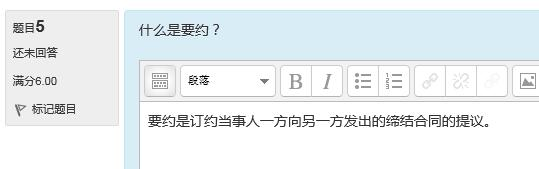 题目5
还未回答
满分6.00
标记题目
什么是要约？
段落
B I
要约是订约当事人一方向另一方发出的缔结合同的提议。